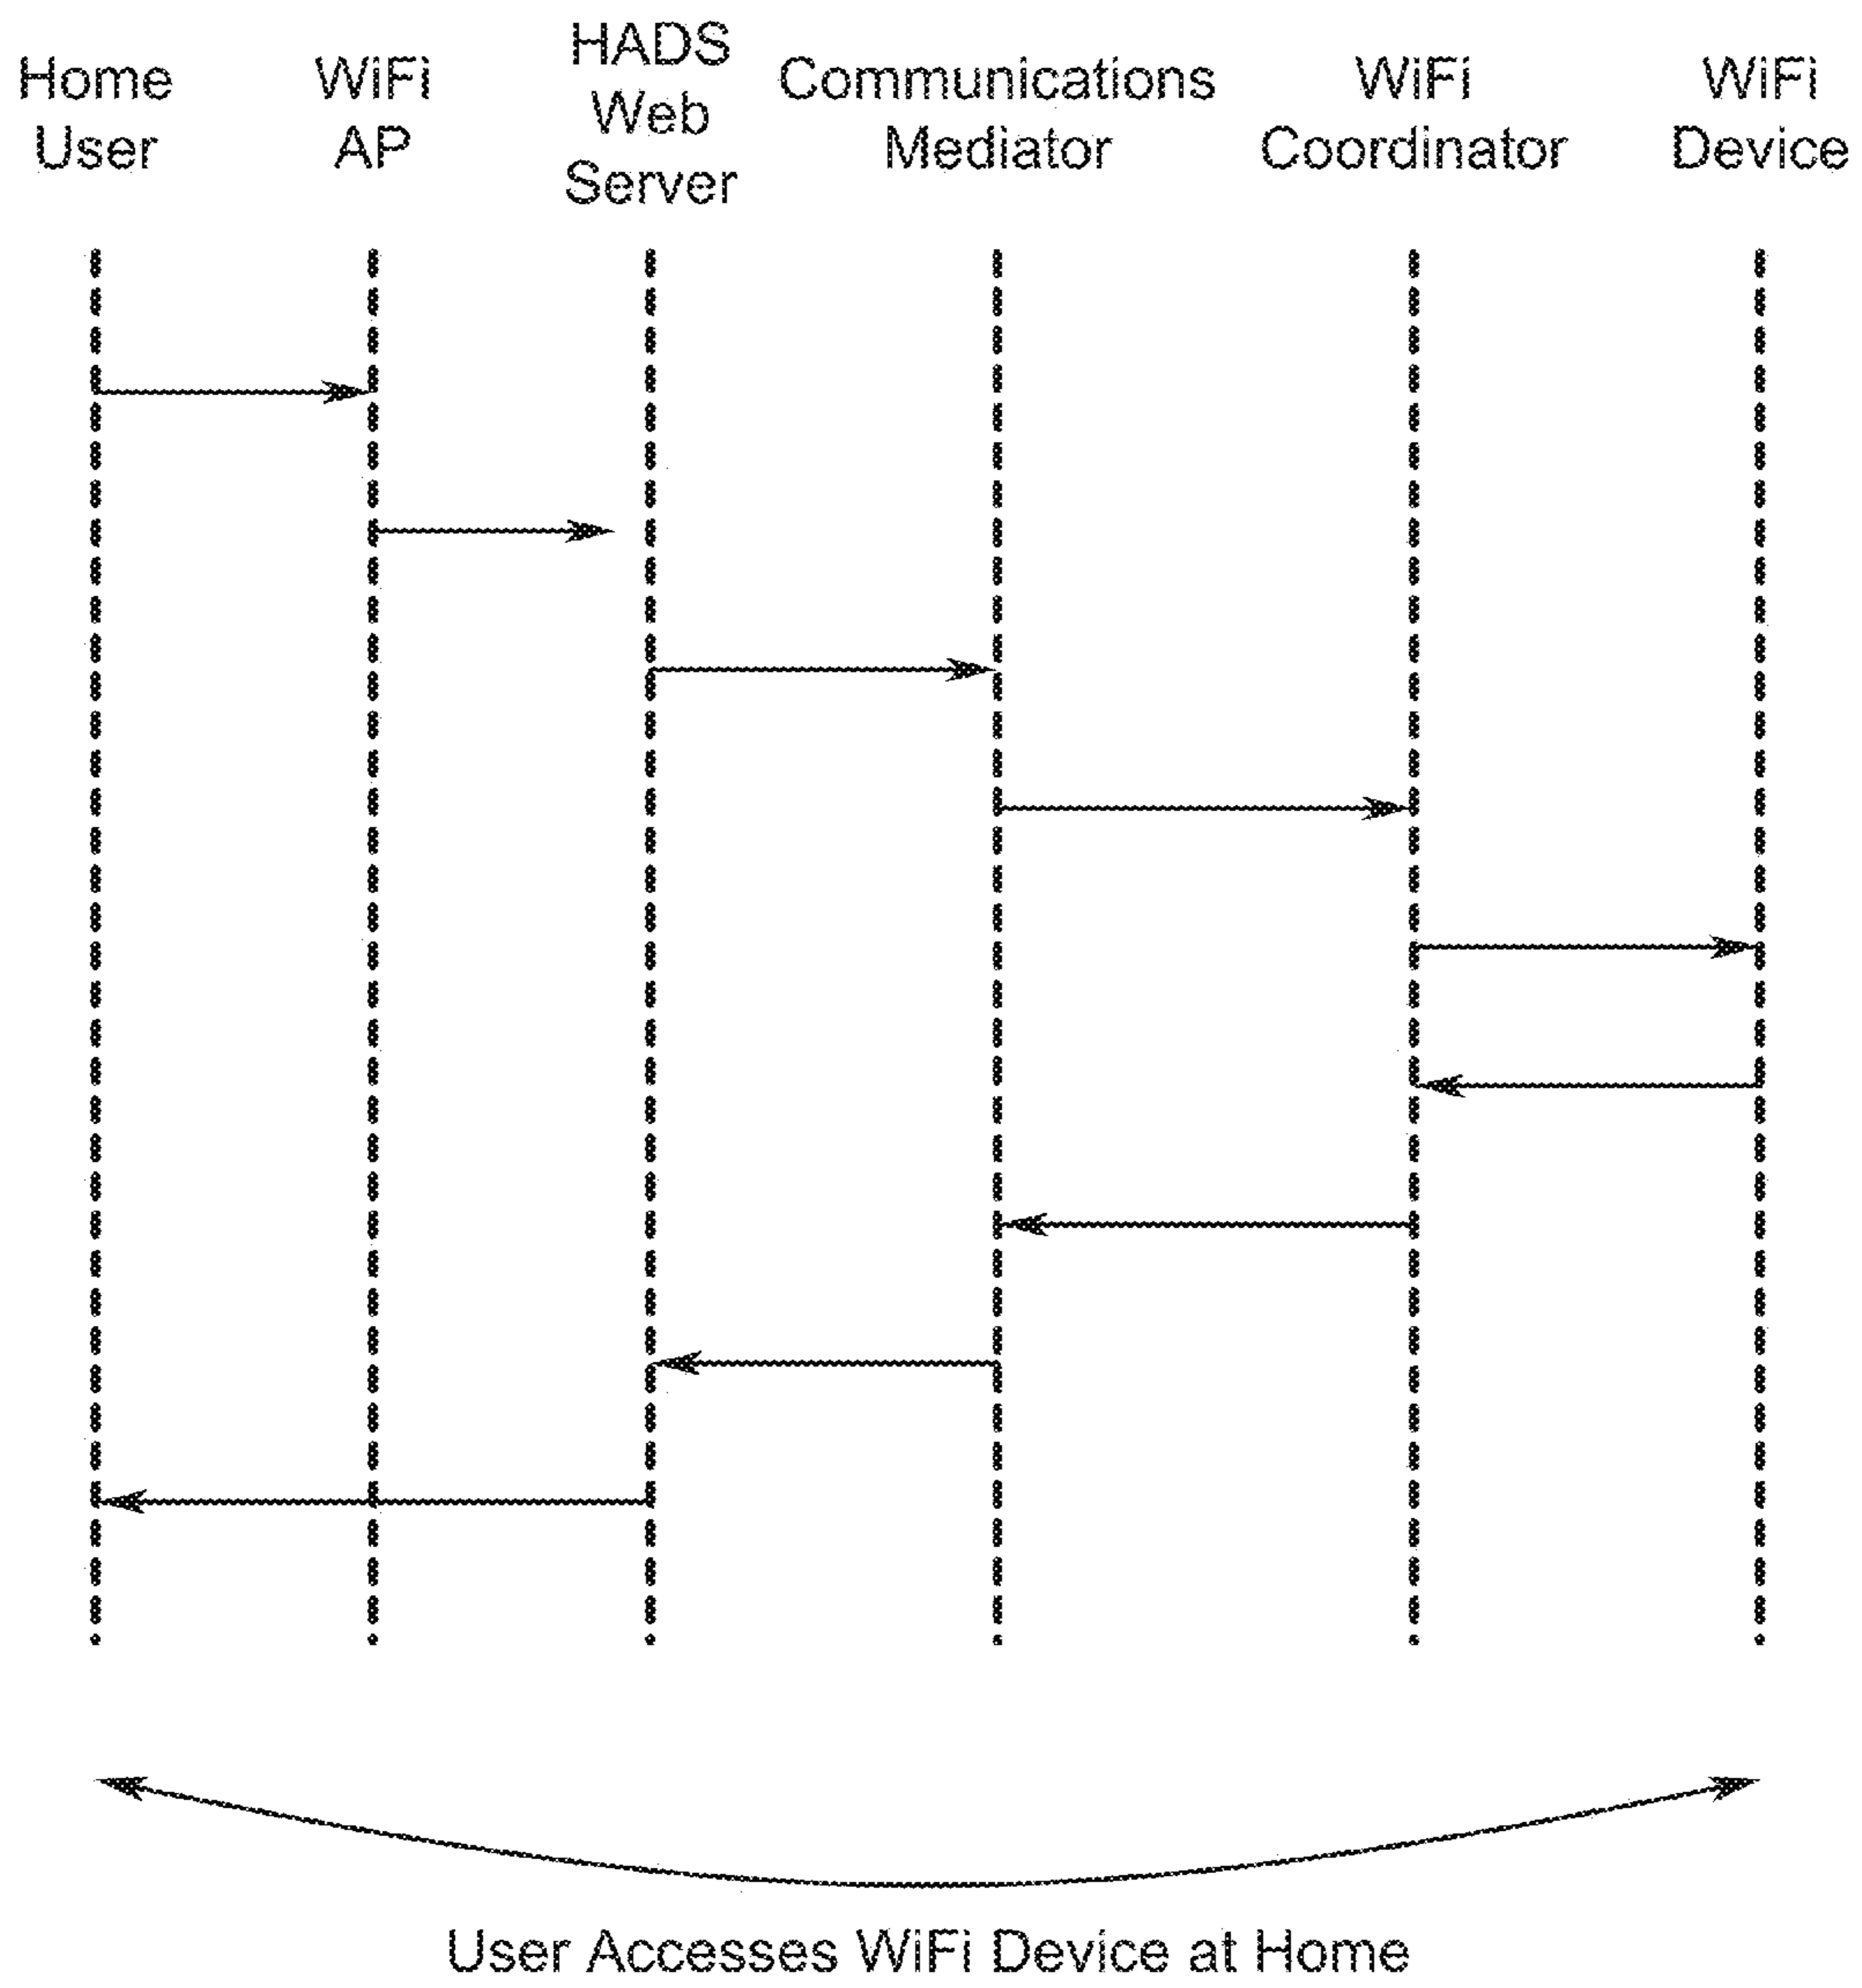 Home
User
WiFi
AP
HADS
Web
Server
Communications
Mediator
WiFi
Coordinator
WiFi
Device
User Accesses WiFi Device at Home